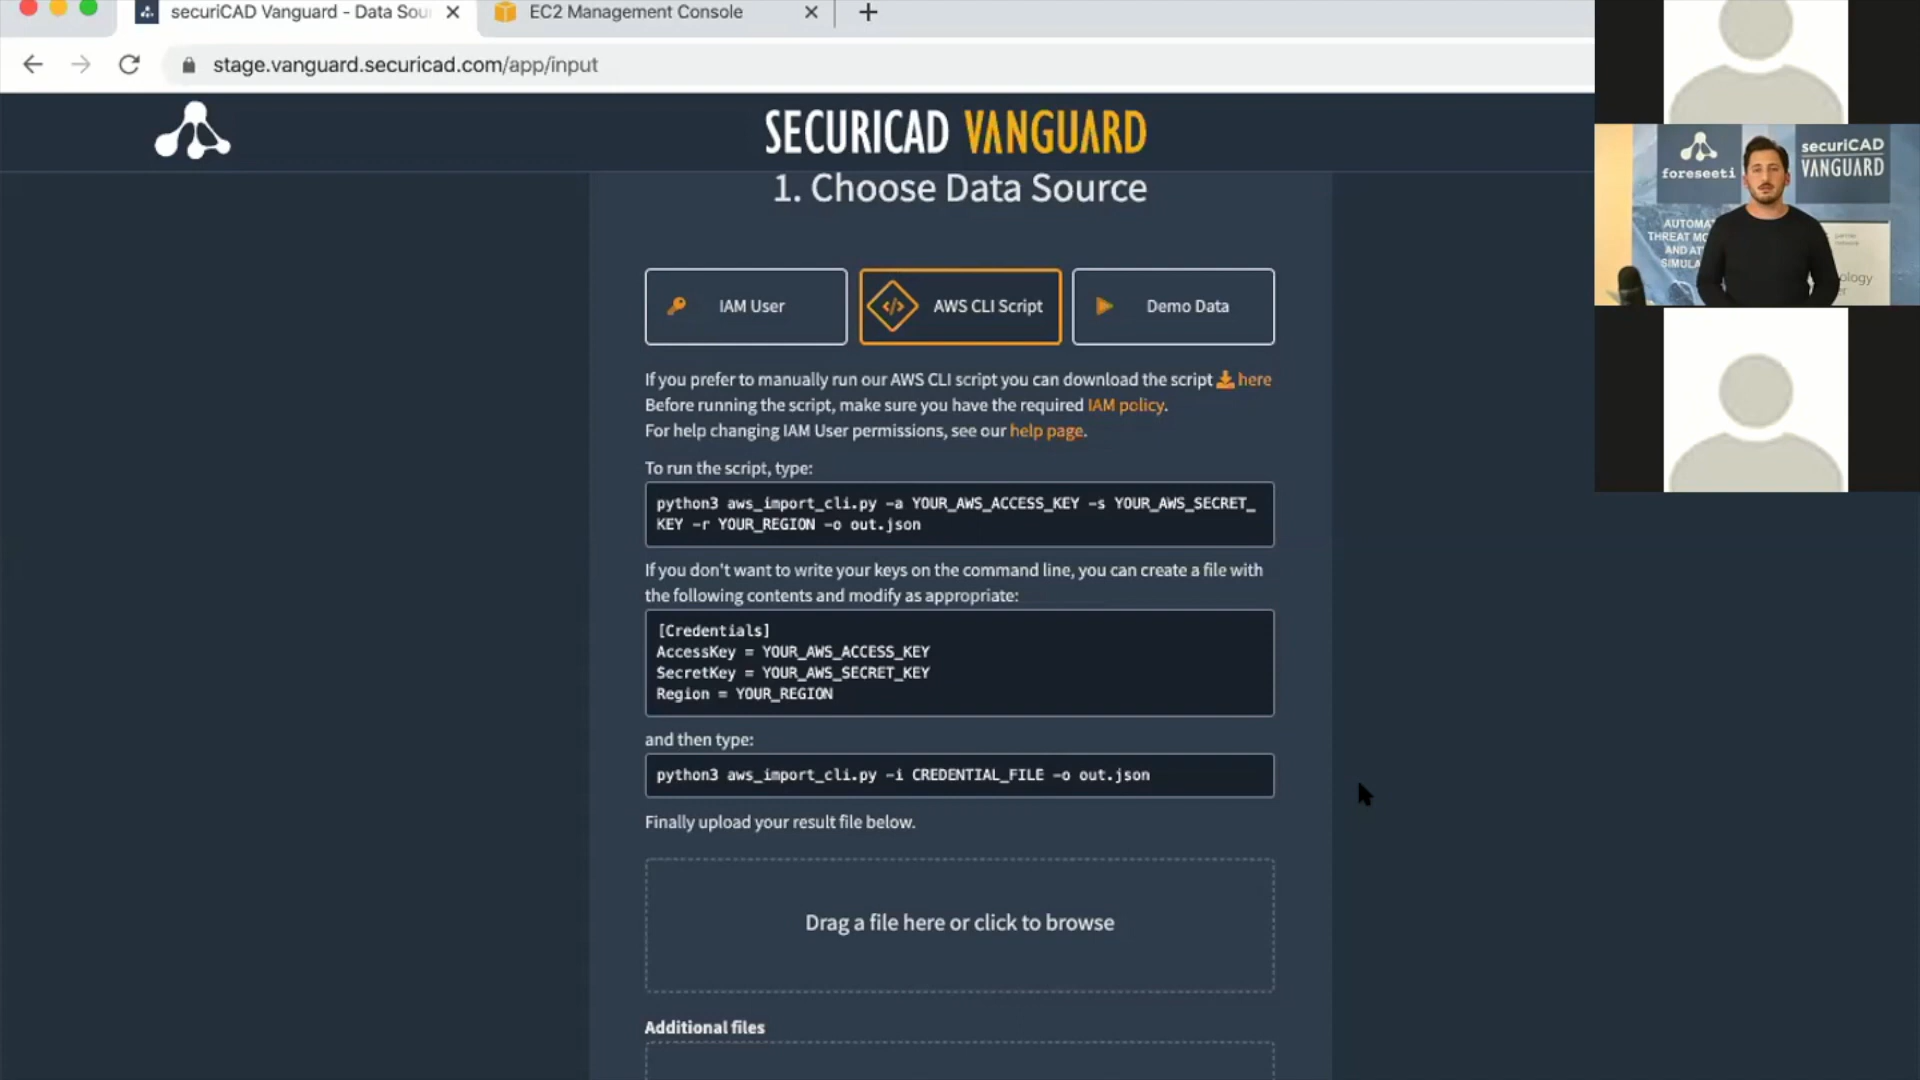 securiCAD Vanguard - Data Sou
EC2 Management Console
stage.vanguard.securicad.com/app/input
SECURICAD VANGUARD
1. Choose Data Source
IAM User
AWS CLI Script
Demo Data
If you prefer to manually run our AWS CLI script you can download the script here
Before running the script, make sure you have the required IAM policy.
For help changing IAM User permissions, see our help page.
To run the script, type:
python3 aws_import_cli.py -a YOUR_AWS_ACCESS_KEY -s YOUR_AWS_SECRET_
KEY -r YOUR_REGION -o out.json
If you don't want to write your keys on the command line, you can create a file with
the following contents and modify as appropriate:
[Credentials]
AccessKey = YOUR_AWS_ACCESS_KEY
SecretKey = YOUR_AWS_SECRET_KEY
Region = YOUR_REGION
and then type:
python3 aws_import_cli.py -i CREDENTIAL_FILE -o out.json
Finally upload your result file below.
Drag a file here or click to browse
Additional files
foreseeti
securiCAD
VANGUARD
AUTOMA
THREAT MO
AND AT
SIMULA
ology